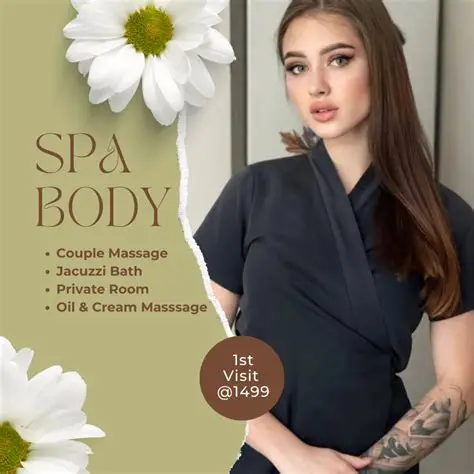 SPA
BODY
• Couple Massage
• Jacuzzi Bath
• Private Room
• Oil & Cream Masssage
1st
Visit
@1499